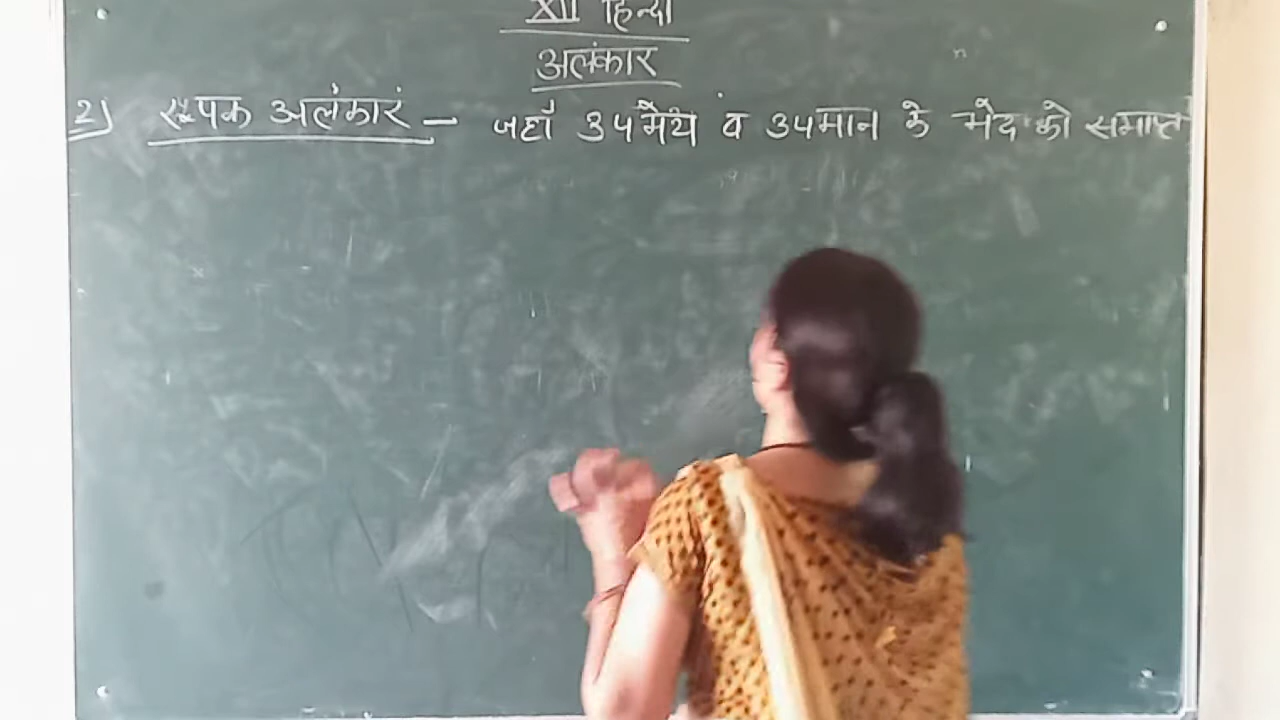 XII हिन्दी
अलंकार
2) रूपक अलंकार - जहाँ उपमेय व उपमान के भेद को समाप्त